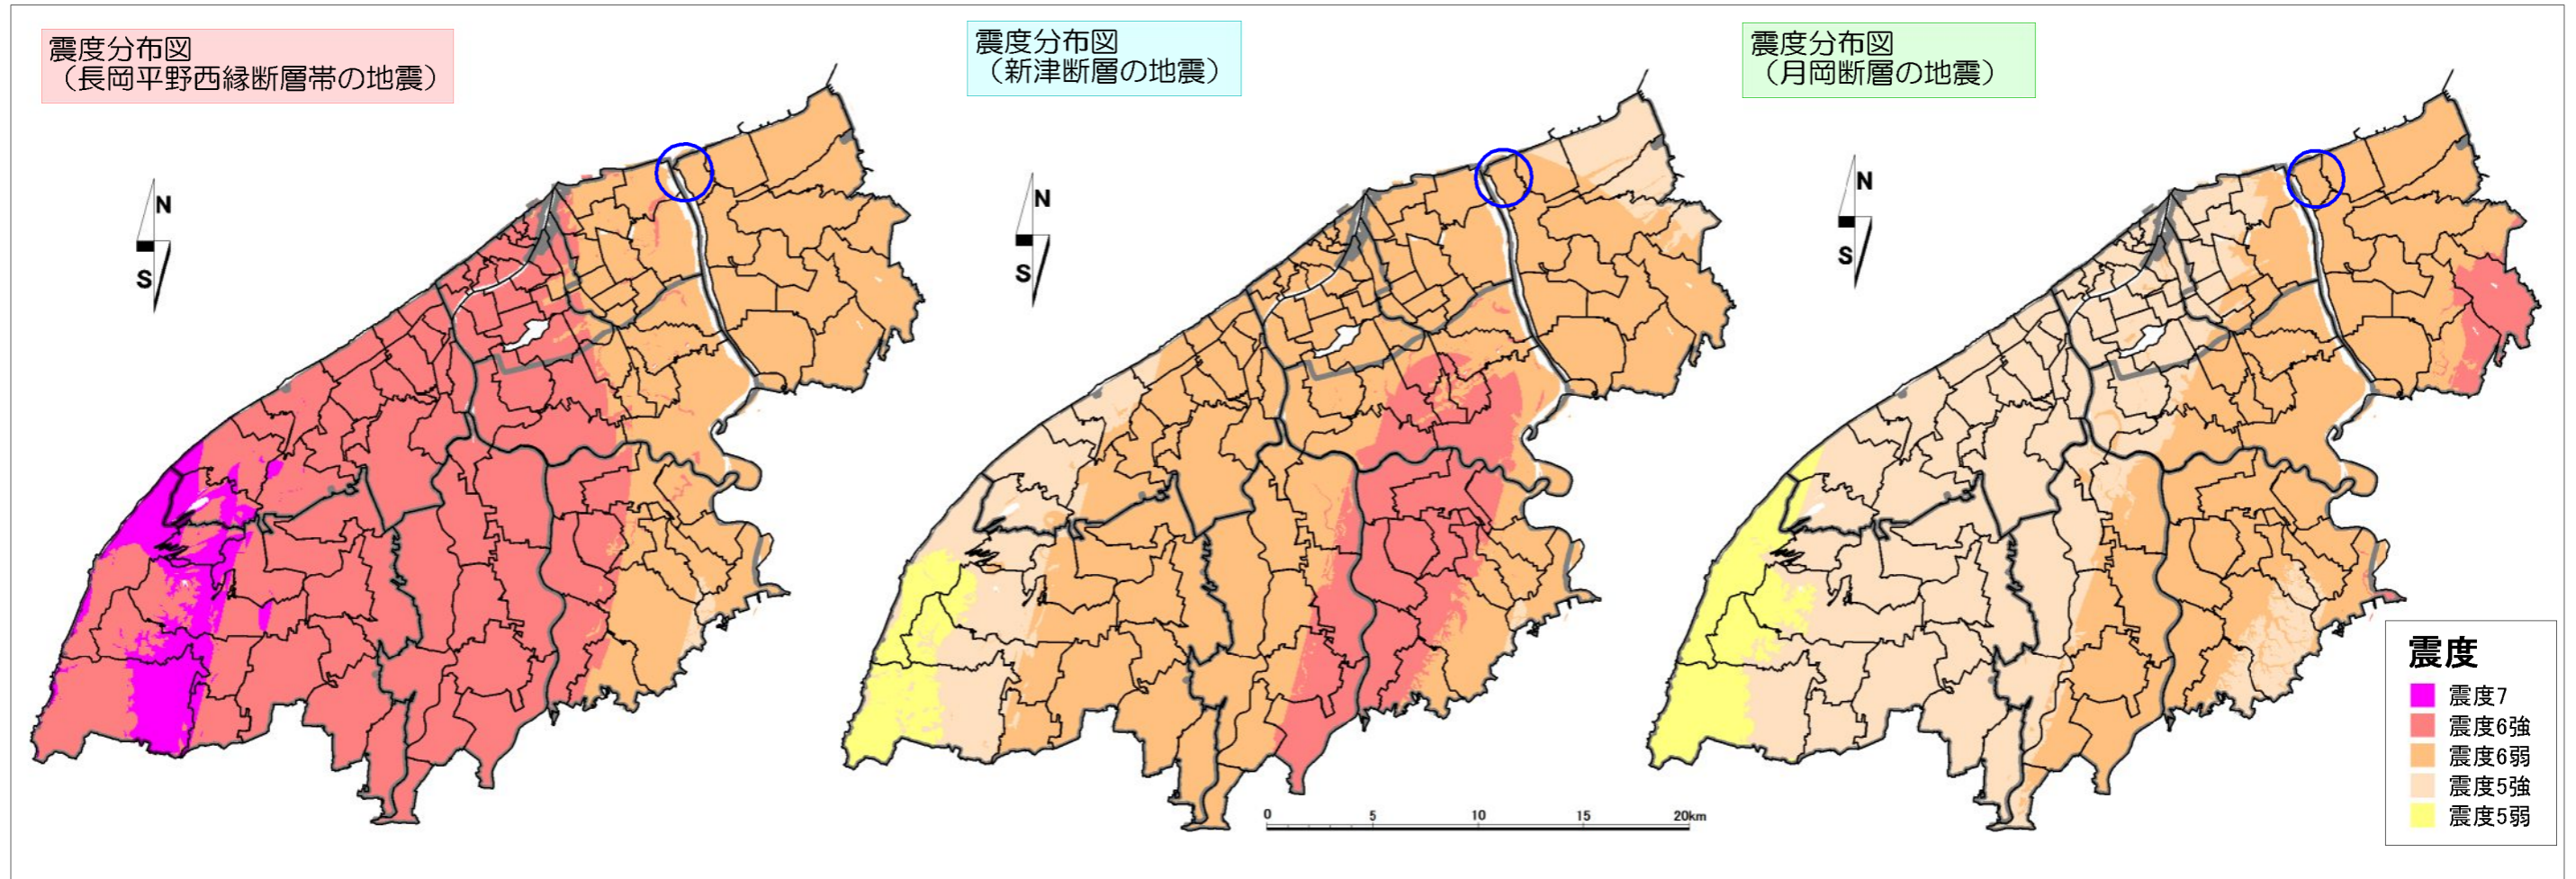 震度分布図
（長岡平野西縁断層帯の地震）
震度分布図
（新津断層の地震）
震度分布図
（月岡断層の地震）
N
S
N
S
N
S
0 5 10 15 20km
震度
震度7
震度6強
震度6弱
震度5強
震度5弱